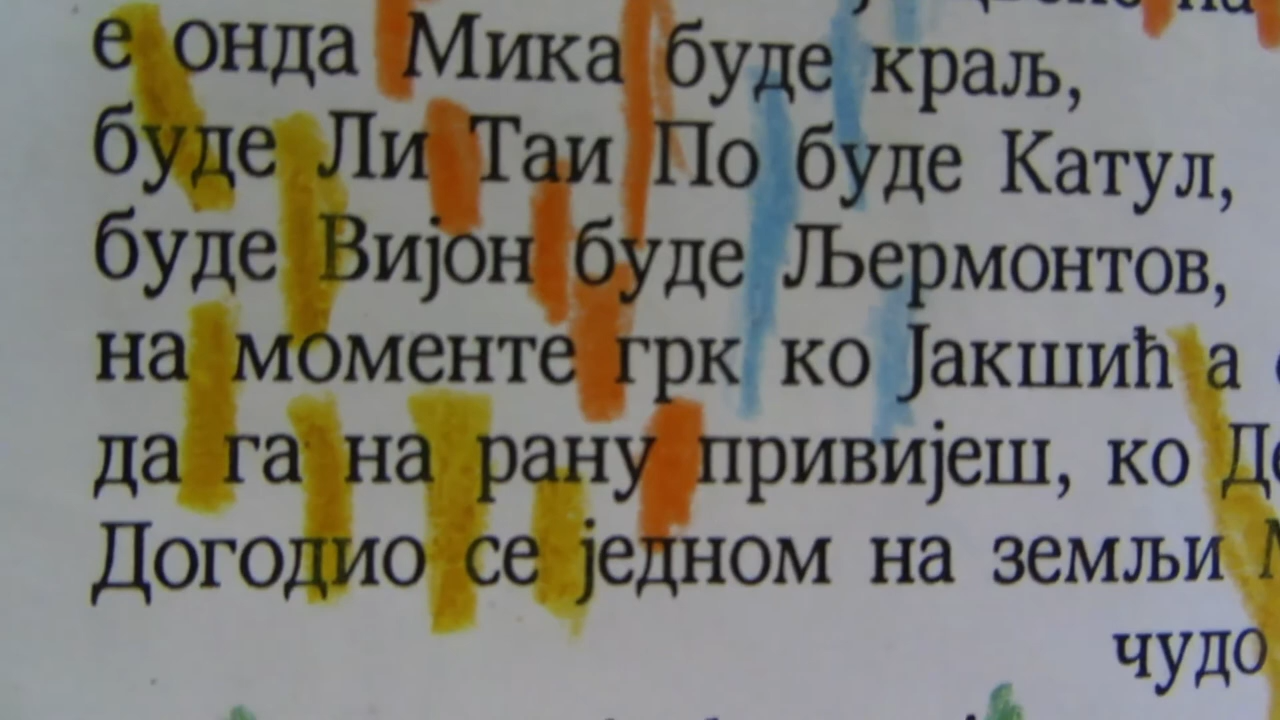 е онда Мика буде краљ,
буде Ли Таи По буде Катул,
буде Вијон буде Љермонтов,
на моменте грк ко Јакшић а
да га на рану привијеш, ко
Догодио се једном на земљи
чудо